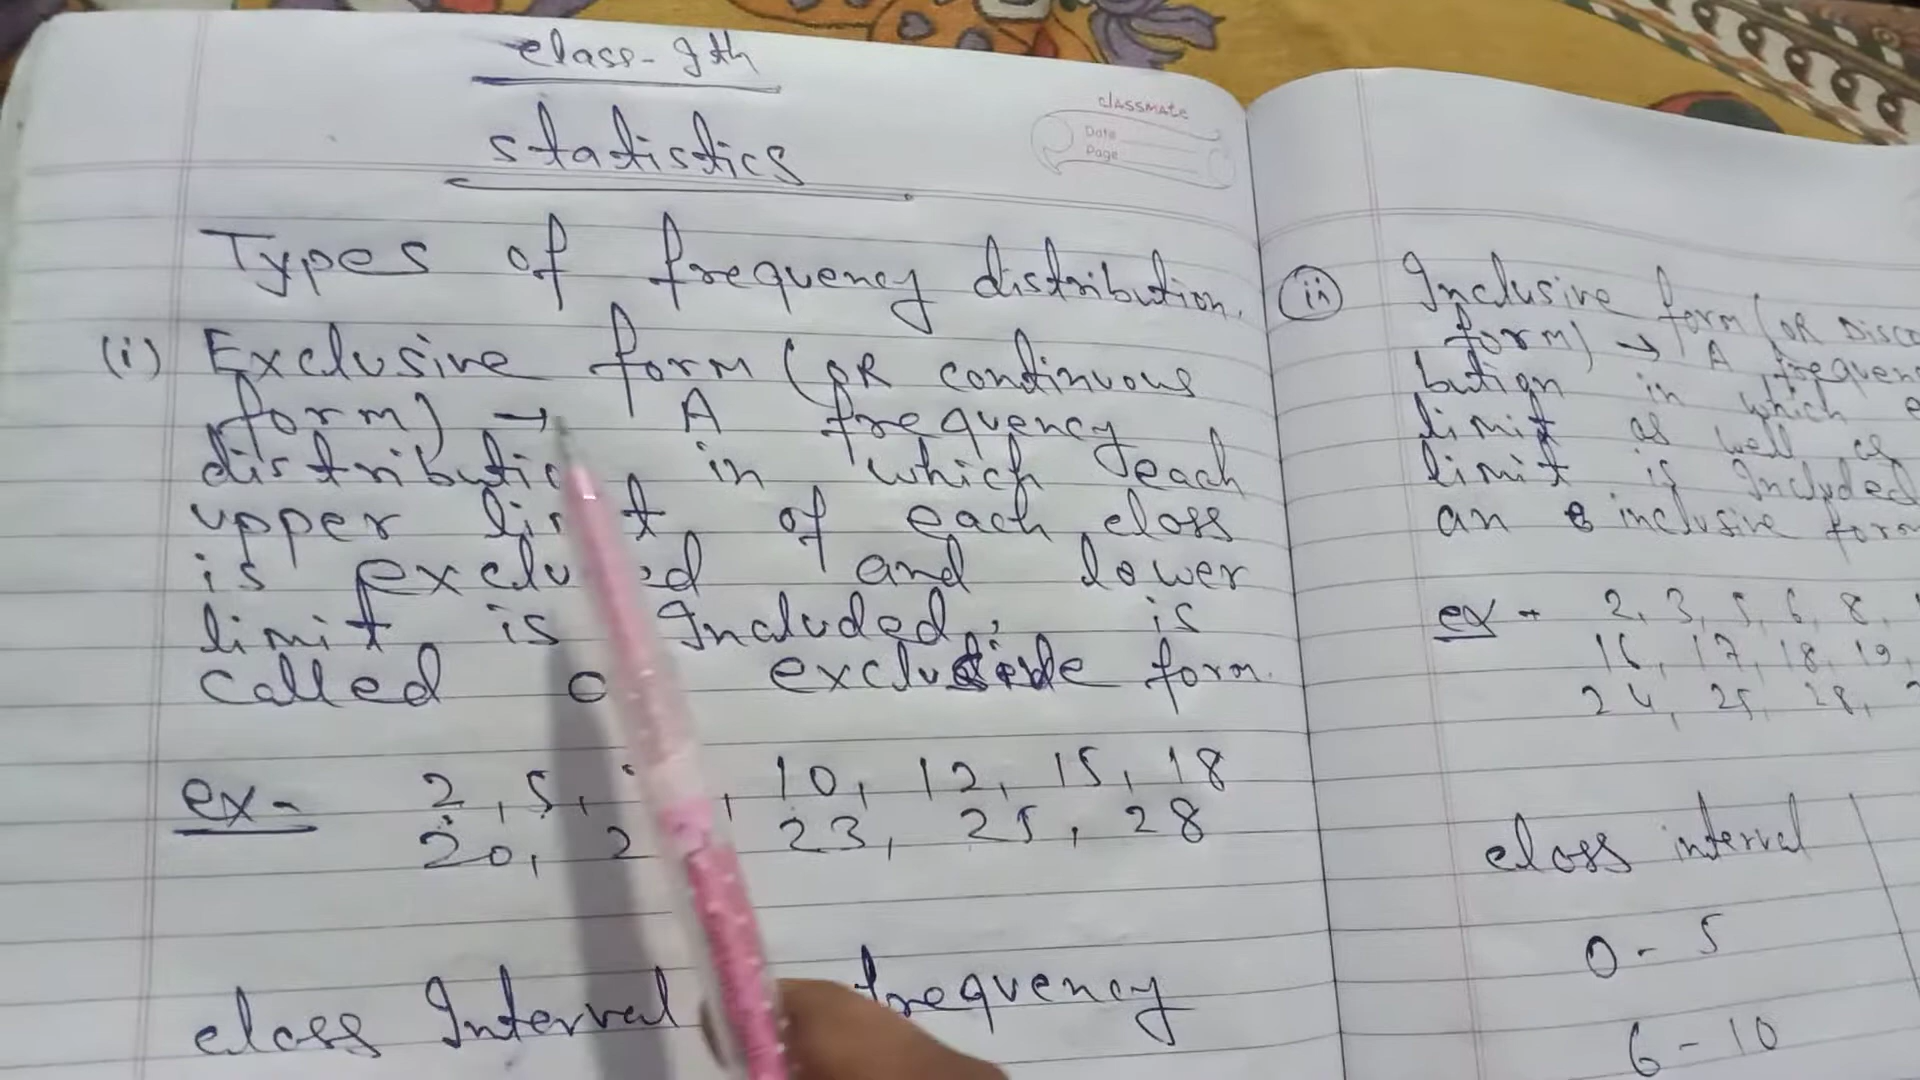 class-9th
statistics
classmate
Date
Page
Types of frequency distribution.
(i) Exclusive form (OR continuous
form) → A frequency
in which each
upper of each class
is and lower
limit is Included, is
called form.
ex- 2, 5, 10, 12, 15, 18
20, 23, 25, 28
class Interval frequency
(ii) Inclusive form (OR
form) → A
bution in which
limit as well as
limit is Included
an inclusive form
ex → 2, 3, 5, 6, 8,
16, 17, 18, 19,
24, 25, 28,
class interval
0 - 5
6 - 10